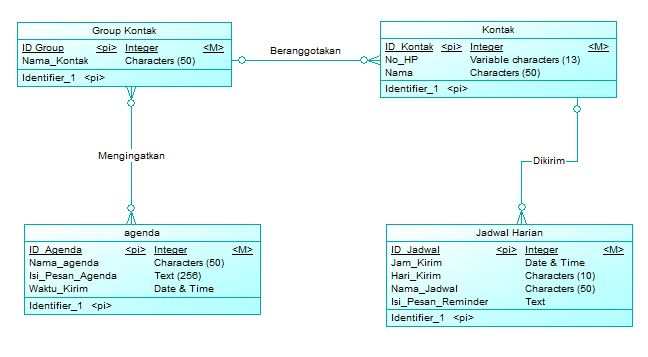 Group Kontak
ID Group <pi> Integer <M>
Nama_Kontak Characters (50)
Identifier_1 <pi>
Beranggotakan
Kontak
ID_Kontak <pi> Integer <M>
No_HP Variable characters (13)
Nama Characters (50)
Identifier_1 <pi>
Mengingatkan
Dikirim
agenda
ID_Agenda <pi> Integer <M>
Nama_agenda Characters (50)
Isi_Pesan_Agenda Text (256)
Waktu_Kirim Date & Time
Identifier_1 <pi>
Jadwal Harian
ID_Jadwal <pi> Integer <M>
Jam_Kirim Date & Time
Hari_Kirim Characters (10)
Nama_Jadwal Characters (50)
Isi_Pesan_Reminder Text
Identifier_1 <pi>